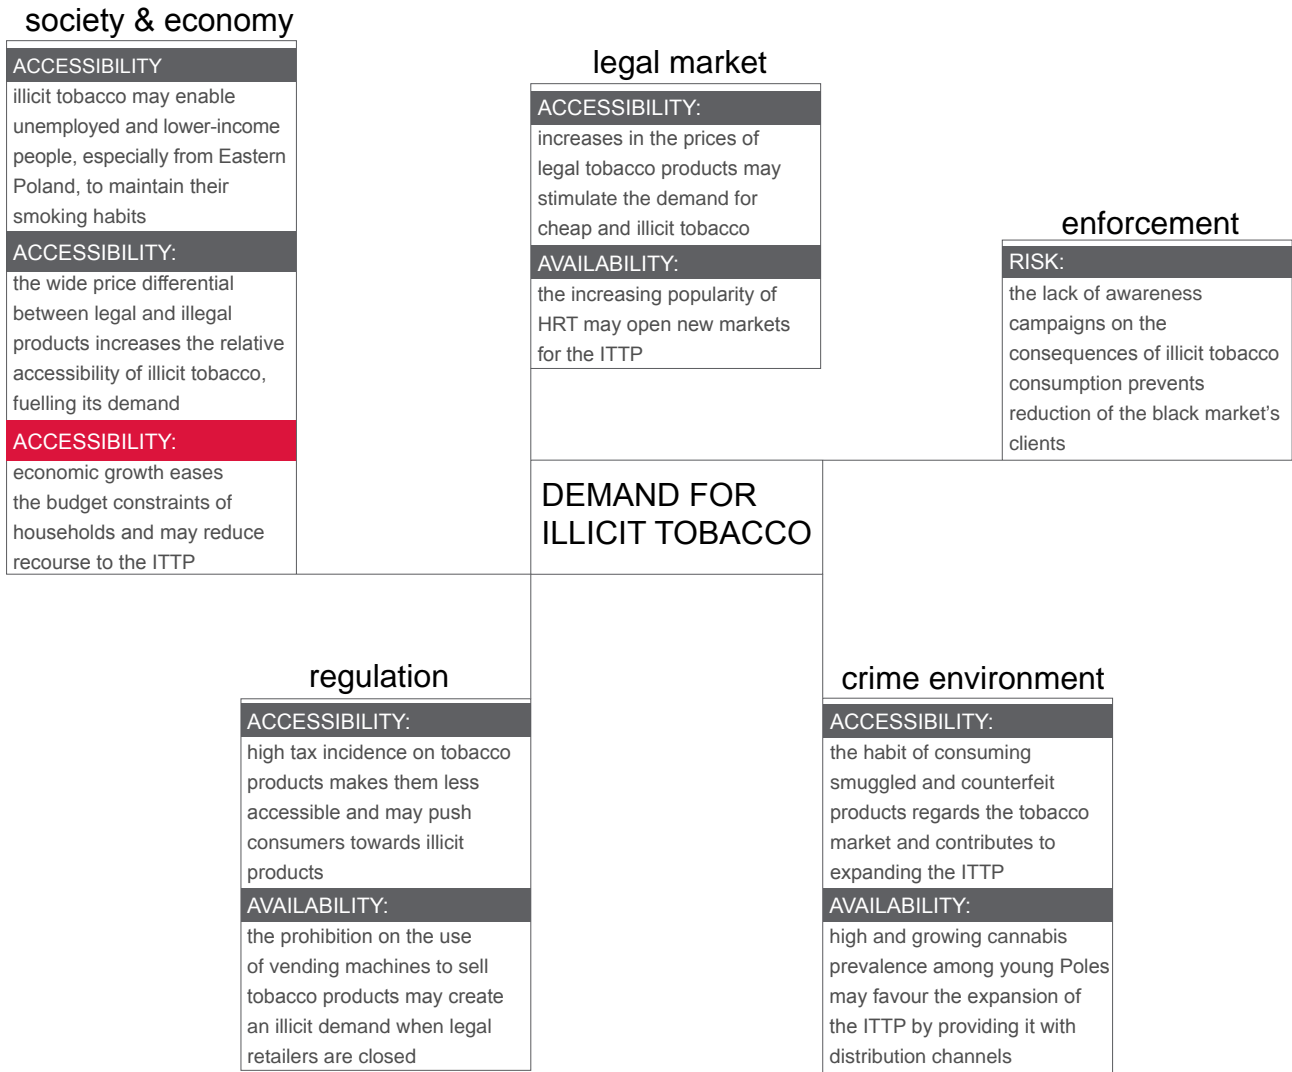 society & economy
ACCESSIBILITY
illicit tobacco may enable
unemployed and lower-income
people, especially from Eastern
Poland, to maintain their
smoking habits
ACCESSIBILITY:
the wide price differential
between legal and illegal
products increases the relative
accessibility of illicit tobacco,
fuelling its demand
ACCESSIBILITY:
economic growth eases
the budget constraints of
households and may reduce
recourse to the ITTP
legal market
ACCESSIBILITY:
increases in the prices of
legal tobacco products may
stimulate the demand for
cheap and illicit tobacco
AVAILABILITY:
the increasing popularity of
HRT may open new markets
for the ITTP
enforcement
RISK:
the lack of awareness
campaigns on the
consequences of illicit tobacco
consumption prevents
reduction of the black market's
clients
DEMAND FOR
ILLICIT TOBACCO
regulation
ACCESSIBILITY:
high tax incidence on tobacco
products makes them less
accessible and may push
consumers towards illicit
products
AVAILABILITY:
the prohibition on the use
of vending machines to sell
tobacco products may create
an illicit demand when legal
retailers are closed
crime environment
ACCESSIBILITY:
the habit of consuming
smuggled and counterfeit
products regards the tobacco
market and contributes to
expanding the ITTP
AVAILABILITY:
high and growing cannabis
prevalence among young Poles
may favour the expansion of
the ITTP by providing it with
distribution channels